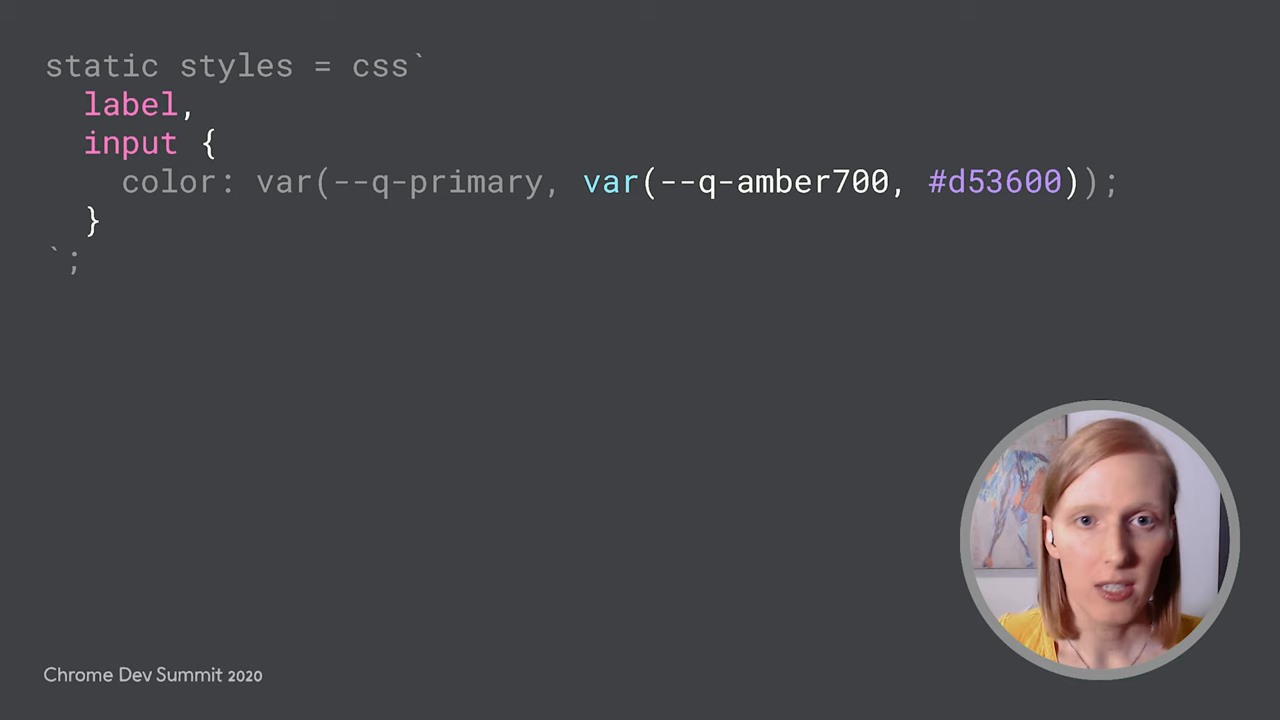 static styles = css`
label,
input {
color: var(--q-primary, var(--q-amber700, #d53600));
}
`;
Chrome Dev Summit 2020